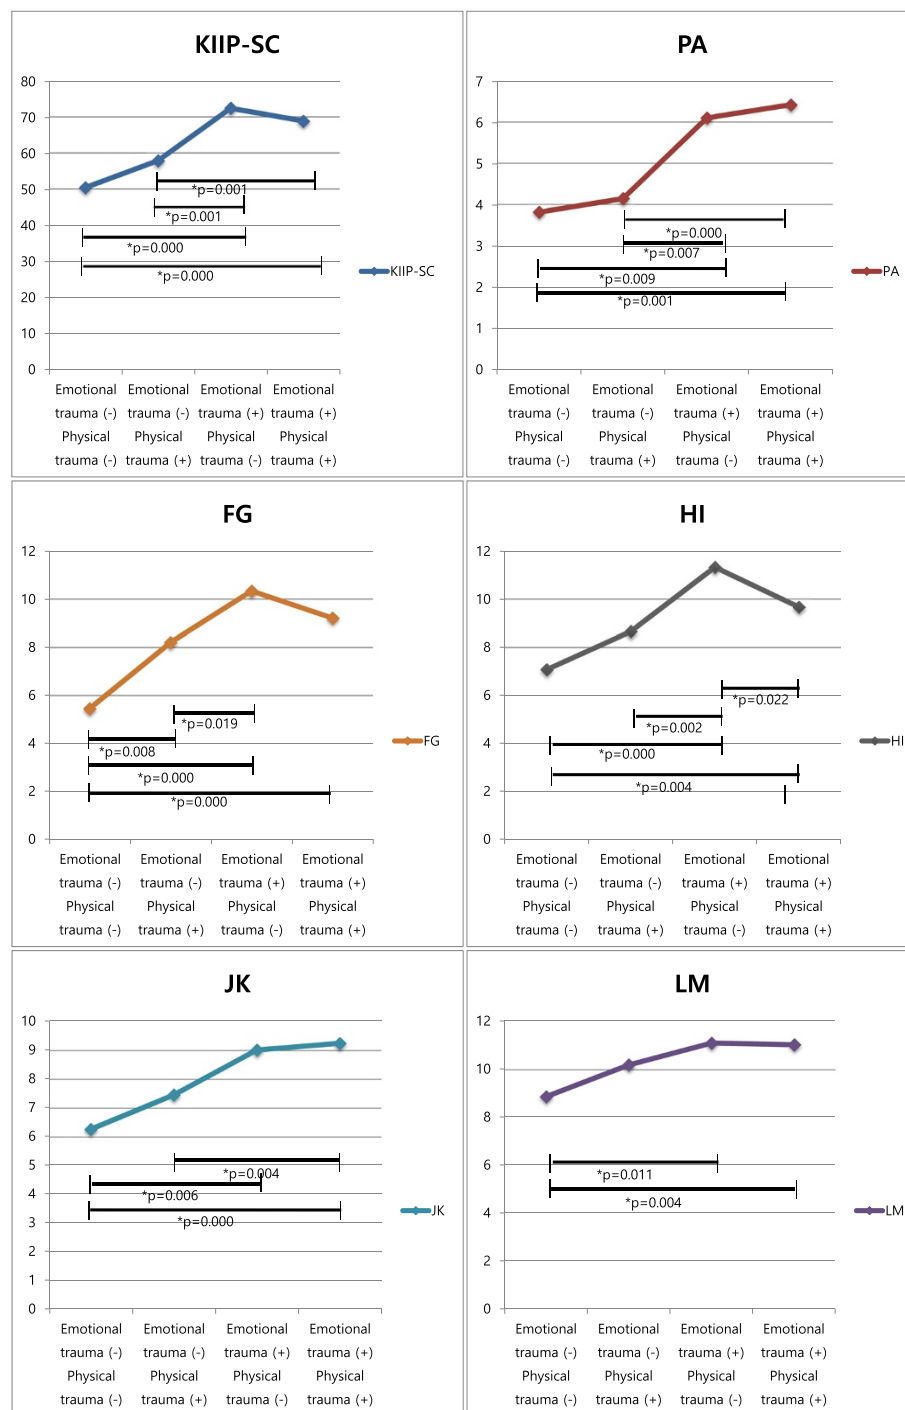 KIIP-SC
80
70
60
50
40
30
20
10
0
*p=0.001
*p=0.001
*p=0.000
*p=0.000
KIIP-SC
Emotional Emotional Emotional Emotional
trauma (-) trauma (-) trauma (+) trauma (+)
Physical Physical Physical Physical
trauma (-) trauma (+) trauma (-) trauma (+)
PA
7
6
5
4
3
2
1
0
*p=0.000
*p=0.007
*p=0.009
*p=0.001
PA
Emotional Emotional Emotional Emotional
trauma (-) trauma (-) trauma (+) trauma (+)
Physical Physical Physical Physical
trauma (-) trauma (+) trauma (-) trauma (+)
FG
12
10
8
6
4
2
0
*p=0.019
*p=0.008
*p=0.000
*p=0.000
FG
Emotional Emotional Emotional Emotional
trauma (-) trauma (-) trauma (+) trauma (+)
Physical Physical Physical Physical
trauma (-) trauma (+) trauma (-) trauma (+)
HI
12
10
8
6
4
2
0
*p=0.022
*p=0.002
*p=0.000
*p=0.004
HI
Emotional Emotional Emotional Emotional
trauma (-) trauma (-) trauma (+) trauma (+)
Physical Physical Physical Physical
trauma (-) trauma (+) trauma (-) trauma (+)
JK
10
9
8
7
6
5
4
3
2
1
0
*p=0.004
*p=0.006
*p=0.000
JK
Emotional Emotional Emotional Emotional
trauma (-) trauma (-) trauma (+) trauma (+)
Physical Physical Physical Physical
trauma (-) trauma (+) trauma (-) trauma (+)
LM
12
10
8
6
4
2
0
*p=0.011
*p=0.004
LM
Emotional Emotional Emotional Emotional
trauma (-) trauma (-) trauma (+) trauma (+)
Physical Physical Physical Physical
trauma (-) trauma (+) trauma (-) trauma (+)